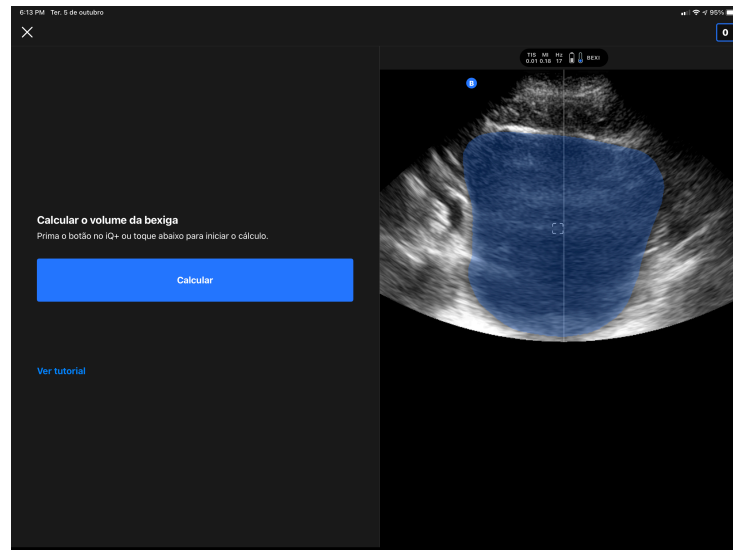 6:13 PM Ter. 5 de outubro
95%
0
TIS MI Hz
0.01 0.18 17
BEXI
B
Calcular o volume da bexiga
Prima o botão no iQ+ ou toque abaixo para iniciar o cálculo.
Calcular
Ver tutorial